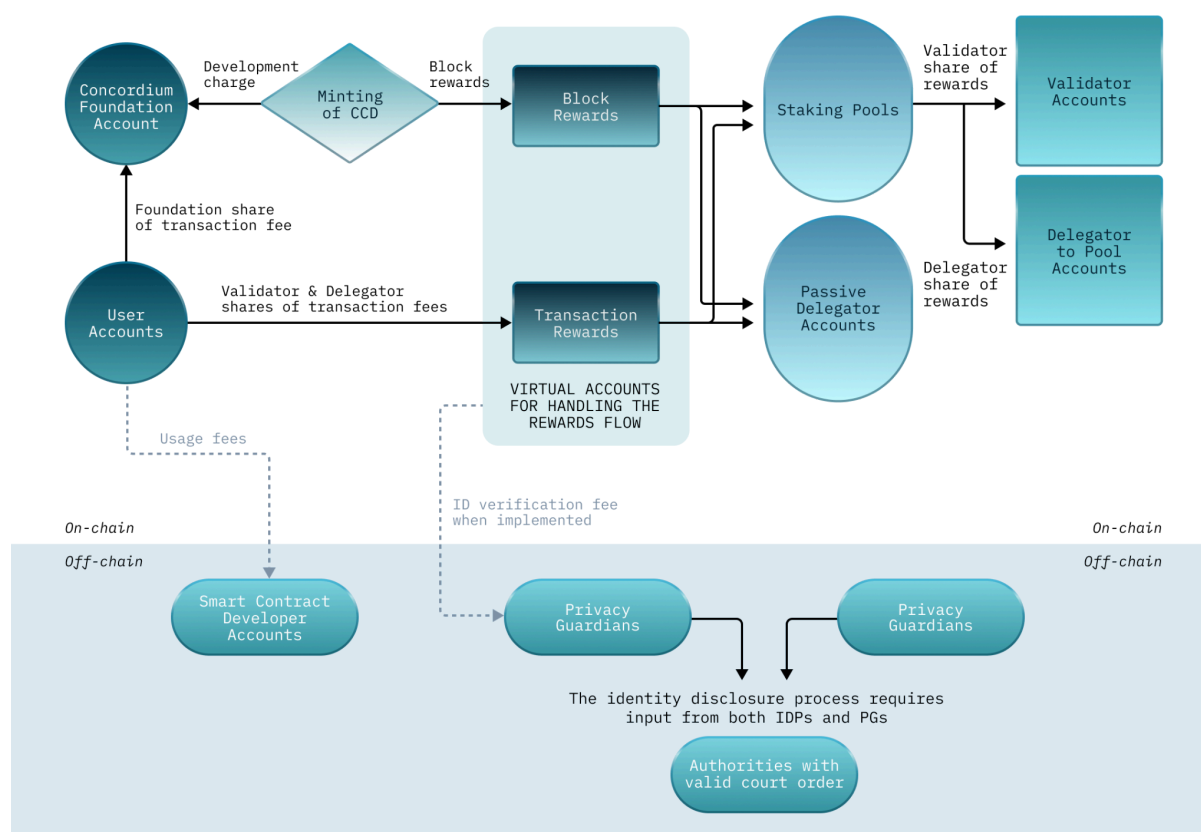 Concordium
Foundation
Account
Development
charge
Minting
of CCD
Block
rewards
Block
Rewards
Staking Pools
Validator
share of
rewards
Validator
Accounts
Foundation share
of transaction fee
User
Accounts
Validator & Delegator
shares of transaction fees
Transaction
Rewards
VIRTUAL ACCOUNTS
FOR HANDLING THE
REWARDS FLOW
Passive
Delegator
Accounts
Delegator
share of
rewards
Delegator
to Pool
Accounts
Usage fees
ID verification fee
when implemented
On-chain
On-chain
Off-chain
Off-chain
Smart Contract
Developer
Accounts
Privacy
Guardians
Privacy
Guardians
The identity disclosure process requires
input from both IDPs and PGs
Authorities with
valid court order